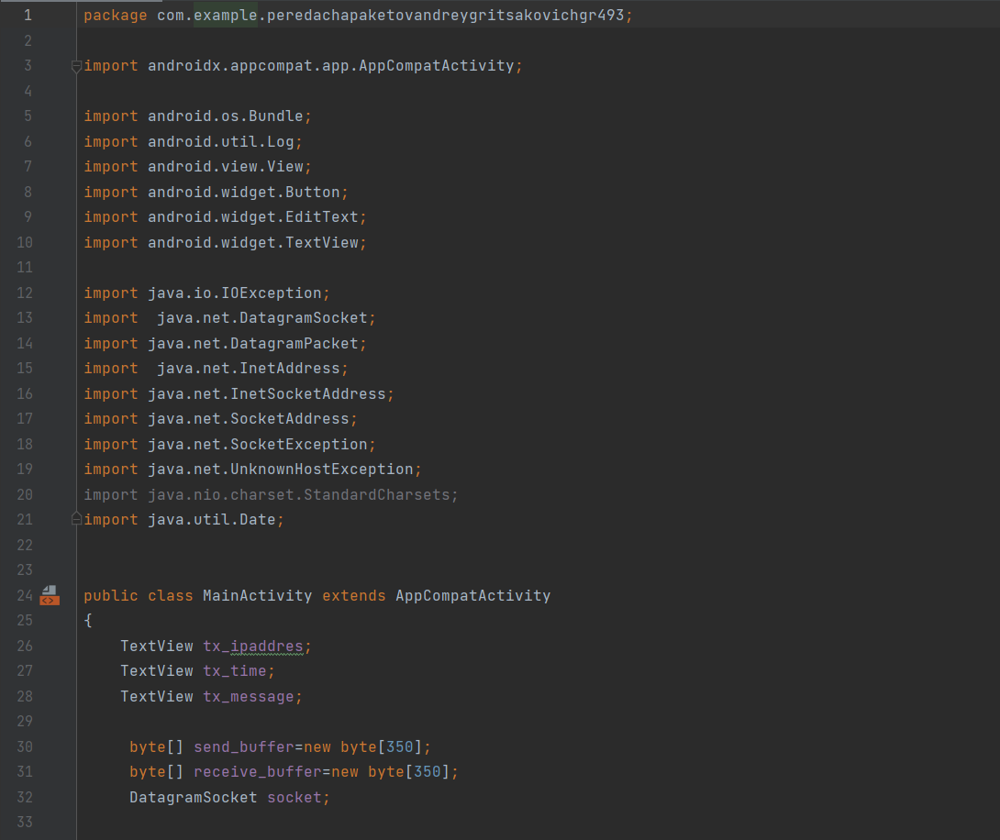 1 package com.example.peredachapaketovandreygritsakovichgr493;
2
3 import androidx.appcompat.app.AppCompatActivity;
4
5 import android.os.Bundle;
6 import android.util.Log;
7 import android.view.View;
8 import android.widget.Button;
9 import android.widget.EditText;
10 import android.widget.TextView;
11
12 import java.io.IOException;
13 import  java.net.DatagramSocket;
14 import java.net.DatagramPacket;
15 import  java.net.InetAddress;
16 import java.net.InetSocketAddress;
17 import java.net.SocketAddress;
18 import java.net.SocketException;
19 import java.net.UnknownHostException;
20 import java.nio.charset.StandardCharsets;
21 import java.util.Date;
22
23
24 public class MainActivity extends AppCompatActivity
25 {
26     TextView tx_ipaddres;
27     TextView tx_time;
28     TextView tx_message;
29
30      byte[] send_buffer=new byte[350];
31      byte[] receive_buffer=new byte[350];
32      DatagramSocket socket;
33